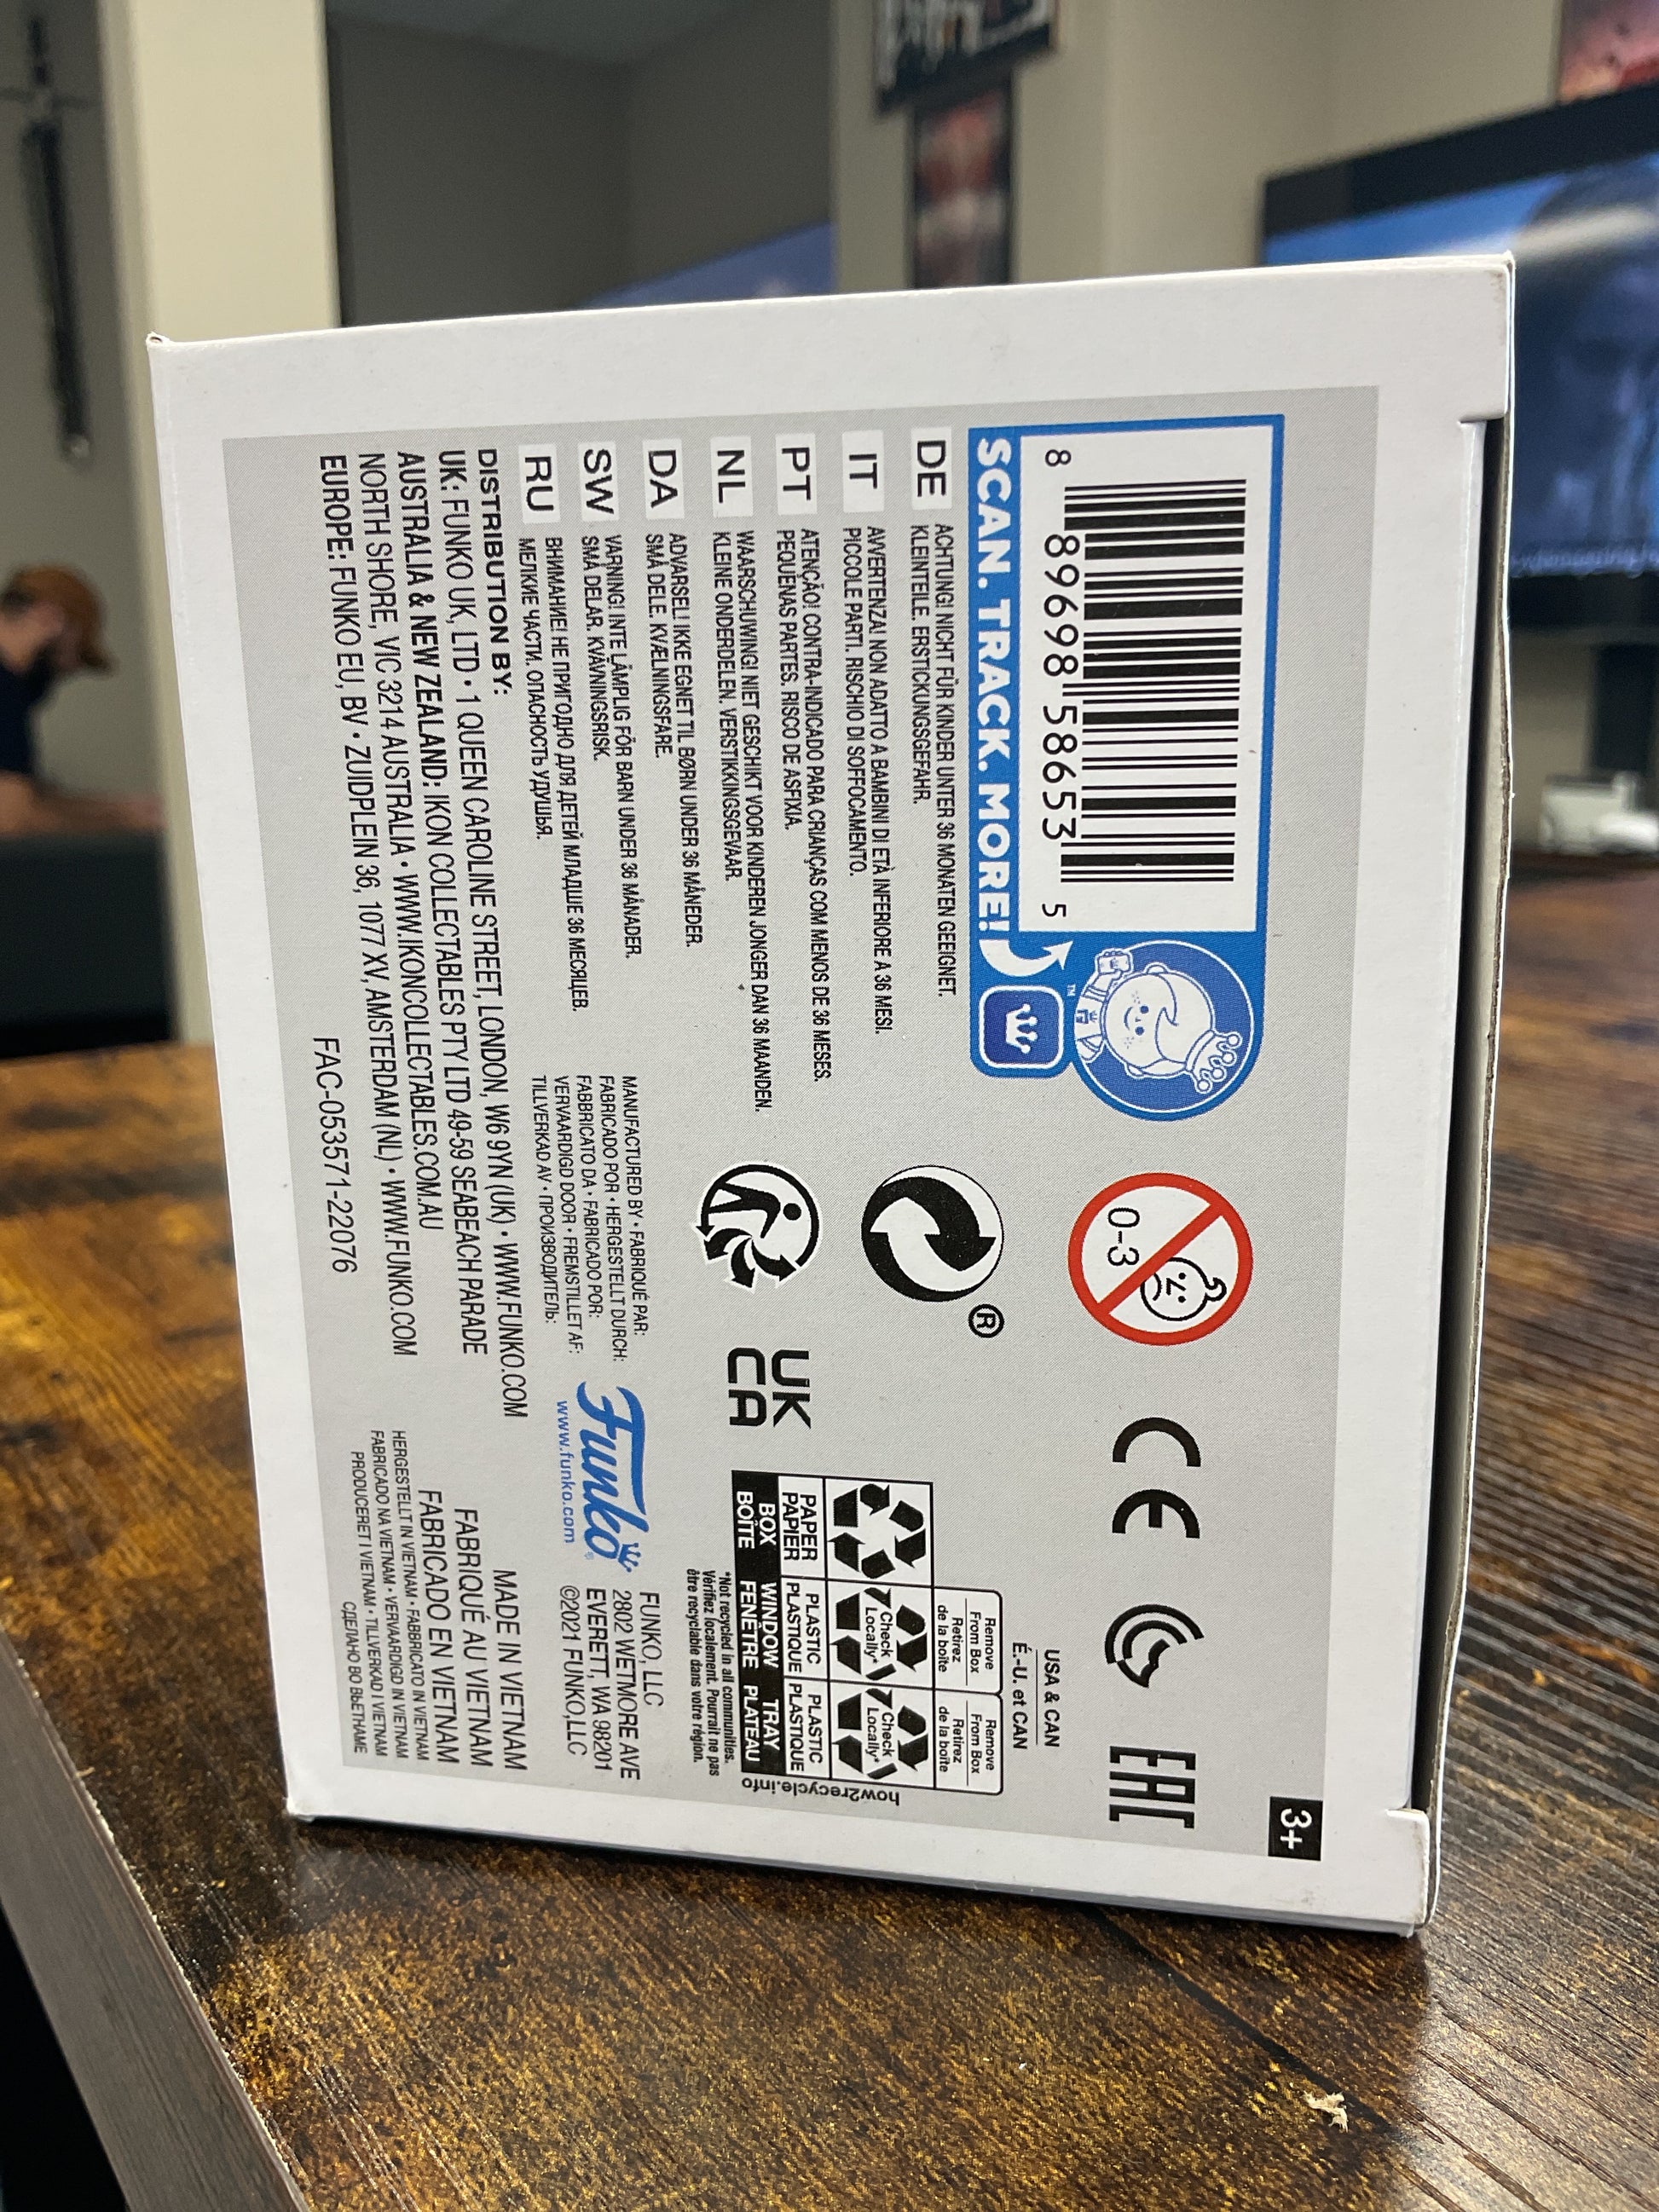 3+
8 89698 58653 5
SCAN. TRACK. MORE!
TM
0-3
CE
EAC
DE ACHTUNG! NICHT FÜR KINDER UNTER 36 MONATEN GEEIGNET.
KLEINTEILE. ERSTICKUNGSGEFAHR.
IT AVVERTENZA! NON ADATTO A BAMBINI DI ETÀ INFERIORE A 36 MESI.
PICCOLE PARTI. RISCHIO DI SOFFOCAMENTO.
PT ATENÇÃO! CONTRA-INDICADO PARA CRIANÇAS COM MENOS DE 36 MESES.
PEQUENAS PARTES. RISCO DE ASFIXIA.
NL WAARSCHUWING! NIET GESCHIKT VOOR KINDEREN JONGER DAN 36 MAANDEN.
KLEINE ONDERDELEN. VERSTIKKINGSGEVAAR.
DA ADVARSEL! IKKE EGNET TIL BØRN UNDER 36 MÅNEDER.
SMÅ DELE. KVÆLNINGSFARE.
SW VARNING! INTE LÄMPLIG FÖR BARN UNDER 36 MÅNADER.
SMÅ DELAR. KVÄVNINGSRISK.
RU ВНИМАНИЕ! НЕ ПРИГОДНО ДЛЯ ДЕТЕЙ МЛАДШЕ 36 МЕСЯЦЕВ.
МЕЛКИЕ ЧАСТИ. ОПАСНОСТЬ УДУШЬЯ.
®
UK
CA
USA & CAN
É.-U. et CAN
Remove
From Box
Retirez
de la boîte
Remove
From Box
Retirez
de la boîte
Check
Locally*
Check
Locally*
PAPER
PAPIER
PLASTIC
PLASTIQUE
PLASTIC
PLASTIQUE
BOX
BOÎTE
WINDOW
FENÊTRE
TRAY
PLATEAU
how2recycle.info
*Not recycled in all communities.
Vérifiez localement. Pourrait ne pas
être recyclable dans votre région.
MANUFACTURED BY • FABRIQUÉ PAR:
FABRICADO POR • HERGESTELLT DURCH:
FABBRICATO DA • FABRICADO POR:
VERVAARDIGD DOOR • FREMSTILLET AF:
TILLVERKAD AV • ПРОИЗВОДИТЕЛЬ:
Funko®
www.funko.com
FUNKO, LLC
2802 WETMORE AVE
EVERETT, WA 98201
©2021 FUNKO,LLC
DISTRIBUTION BY:
UK: FUNKO UK, LTD • 1 QUEEN CAROLINE STREET, LONDON, W6 9YN (UK) • WWW.FUNKO.COM
AUSTRALIA & NEW ZEALAND: IKON COLLECTABLES PTY LTD 49-59 SEABEACH PARADE
NORTH SHORE, VIC 3214 AUSTRALIA • WWW.IKONCOLLECTABLES.COM.AU
EUROPE: FUNKO EU, BV • ZUIDPLEIN 36, 1077 XV, AMSTERDAM (NL) • WWW.FUNKO.COM
FAC-053571-22076
MADE IN VIETNAM
FABRIQUÉ AU VIETNAM
FABRICADO EN VIETNAM
HERGESTELLT IN VIETNAM • FABBRICATO IN VIETNAM
FABRICADO NA VIETNAM • VERVAARDIGD IN VIETNAM
PRODUCERET I VIETNAM • TILLVERKAD I VIETNAM
СДЕЛАНО ВО ВЬЕТНАМЕ